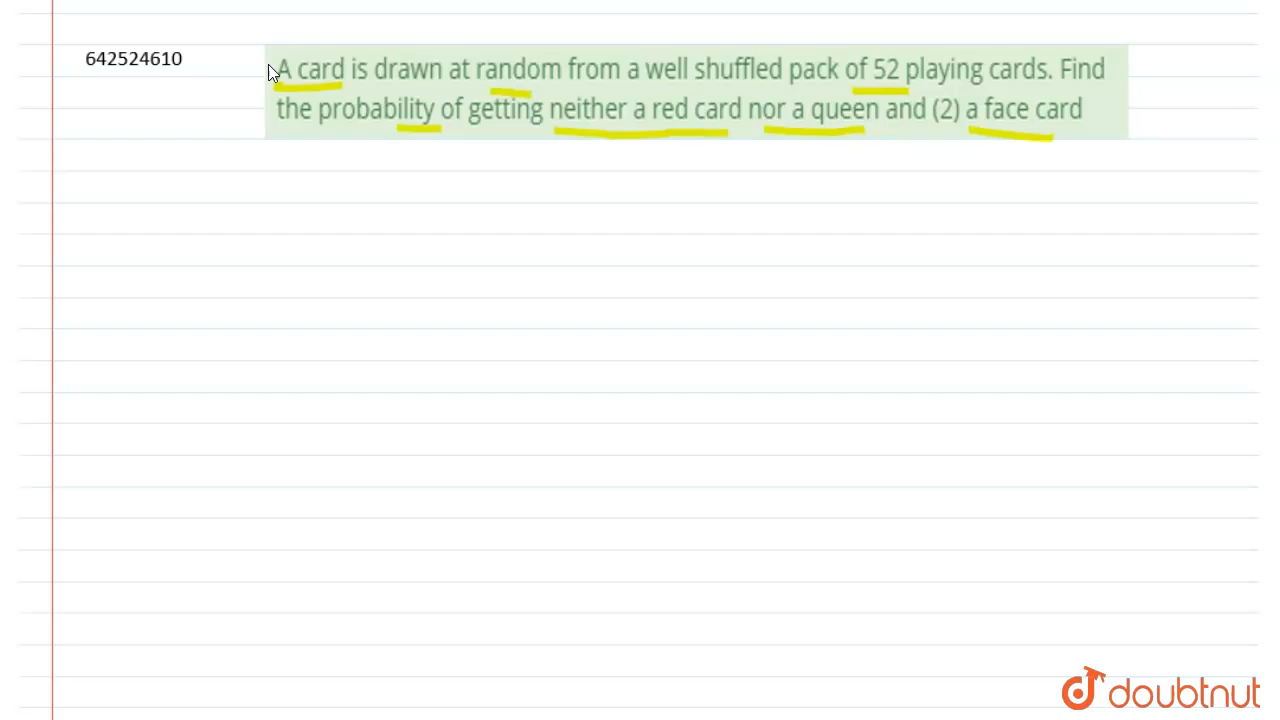 642524610
A card is drawn at random from a well shuffled pack of 52 playing cards. Find
the probability of getting neither a red card nor a queen and (2) a face card
doubtnut